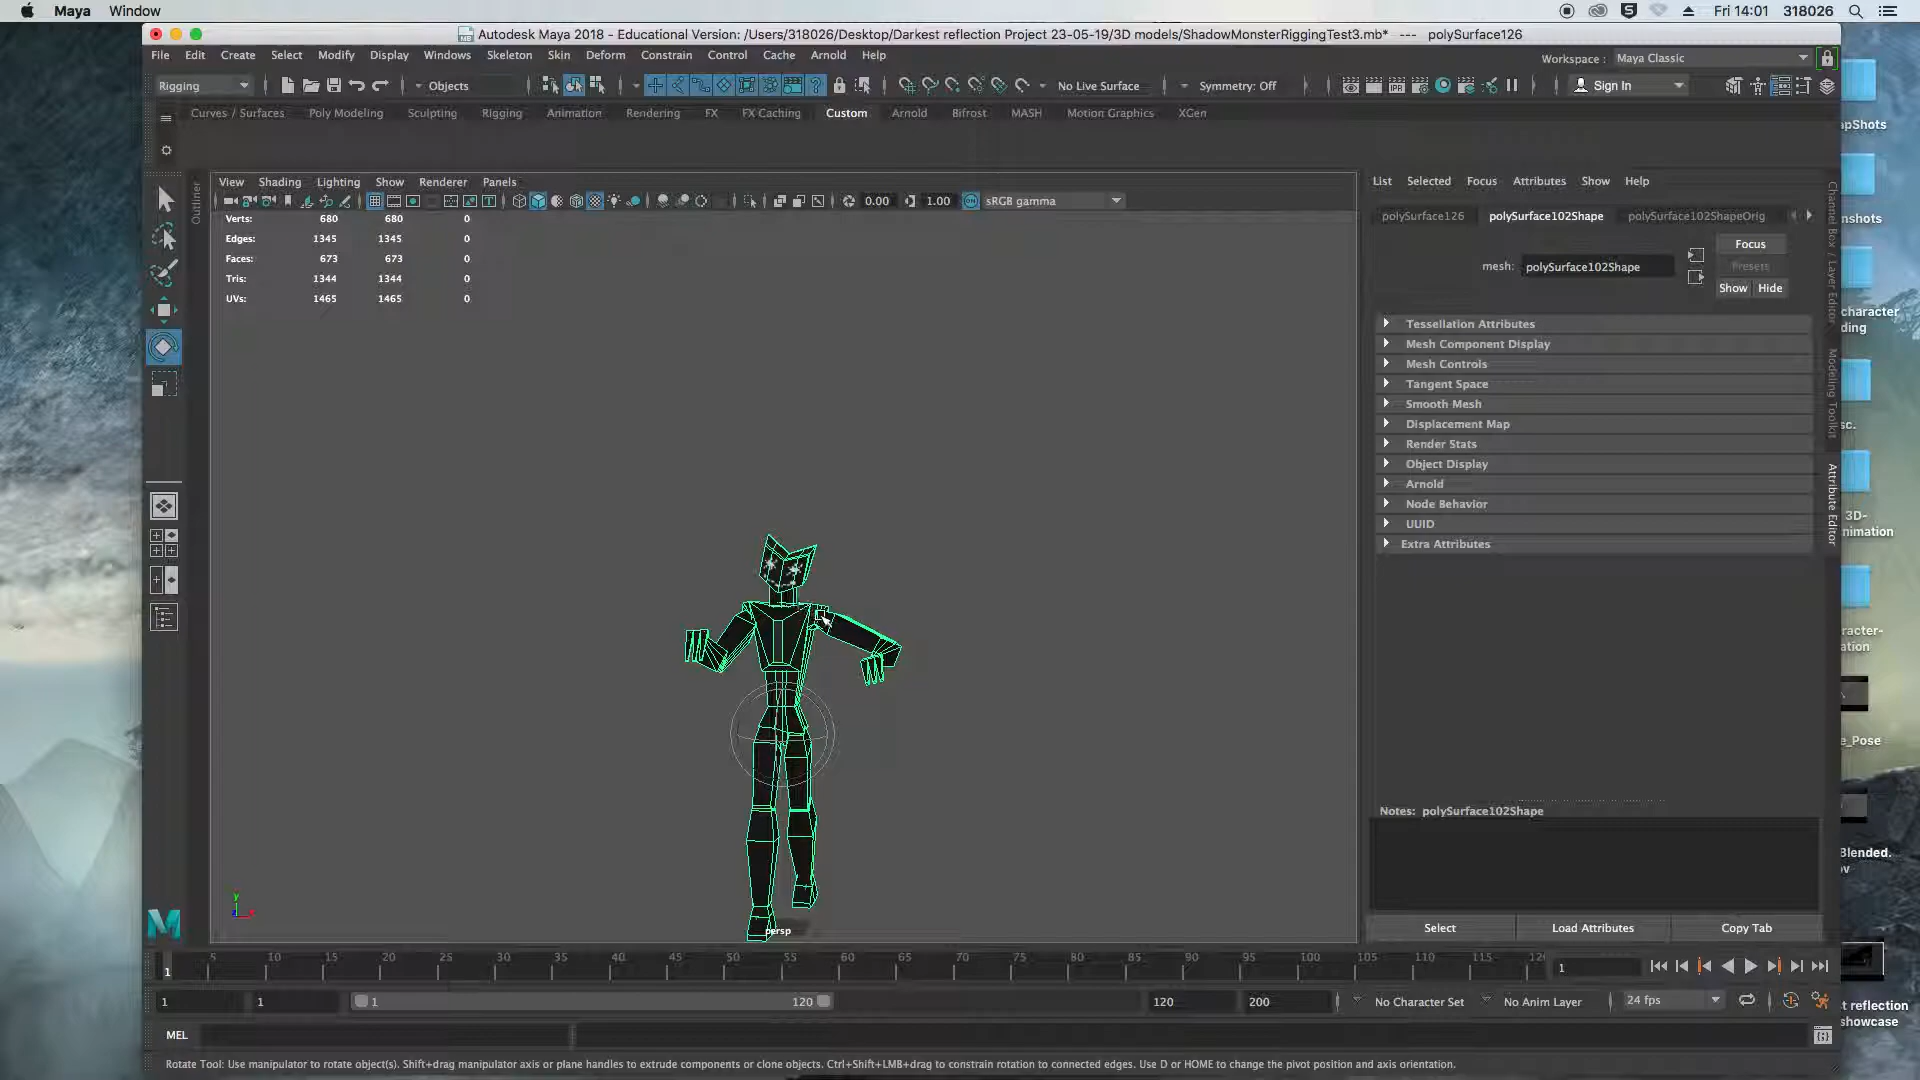 Maya Window Fri 14:01 318026
Autodesk Maya 2018 - Educational Version: /Users/318026/Desktop/Darkest reflection Project 23-05-19/3D models/ShadowMonsterRiggingTest3.mb* --- polySurface126
File Edit Create Select Modify Display Windows Skeleton Skin Deform Constrain Control Cache Arnold Help
Workspace : Maya Classic
Rigging Objects No Live Surface Symmetry: Off Sign In
Curves / Surfaces Poly Modeling Sculpting Rigging Animation Rendering FX FX Caching Custom Arnold Bifrost MASH Motion Graphics XGen
View Shading Lighting Show Renderer Panels
0.00 1.00 sRGB gamma
Verts: 680 680 0
Edges: 1345 1345 0
Faces: 673 673 0
Tris: 1344 1344 0
UVs: 1465 1465 0
Outliner
persp
List Selected Focus Attributes Show Help
polySurface126 polySurface102Shape polySurface102ShapeOrig
Focus
mesh: polySurface102Shape
Presets
Show Hide
Tessellation Attributes
Mesh Component Display
Mesh Controls
Tangent Space
Smooth Mesh
Displacement Map
Render Stats
Object Display
Arnold
Node Behavior
UUID
Extra Attributes
Notes: polySurface102Shape
Select Load Attributes Copy Tab
Channel Box / Layer Editor
Modeling Toolkit
Attribute Editor
apShots
nshots
character
ding
sc.
3D-
nimation
racter-
ation
e_Pose
Blended.
ov
t reflection
showcase
1 5 10 15 20 25 30 35 40 45 50 55 60 65 70 75 80 85 90 95 100 105 110 115 1
1 1 1 120 120 200 No Character Set No Anim Layer 24 fps
MEL
Rotate Tool: Use manipulator to rotate object(s). Shift+drag manipulator axis or plane handles to extrude components or clone objects. Ctrl+Shift+LMB+drag to constrain rotation to connected edges. Use D or HOME to change the pivot position and axis orientation.